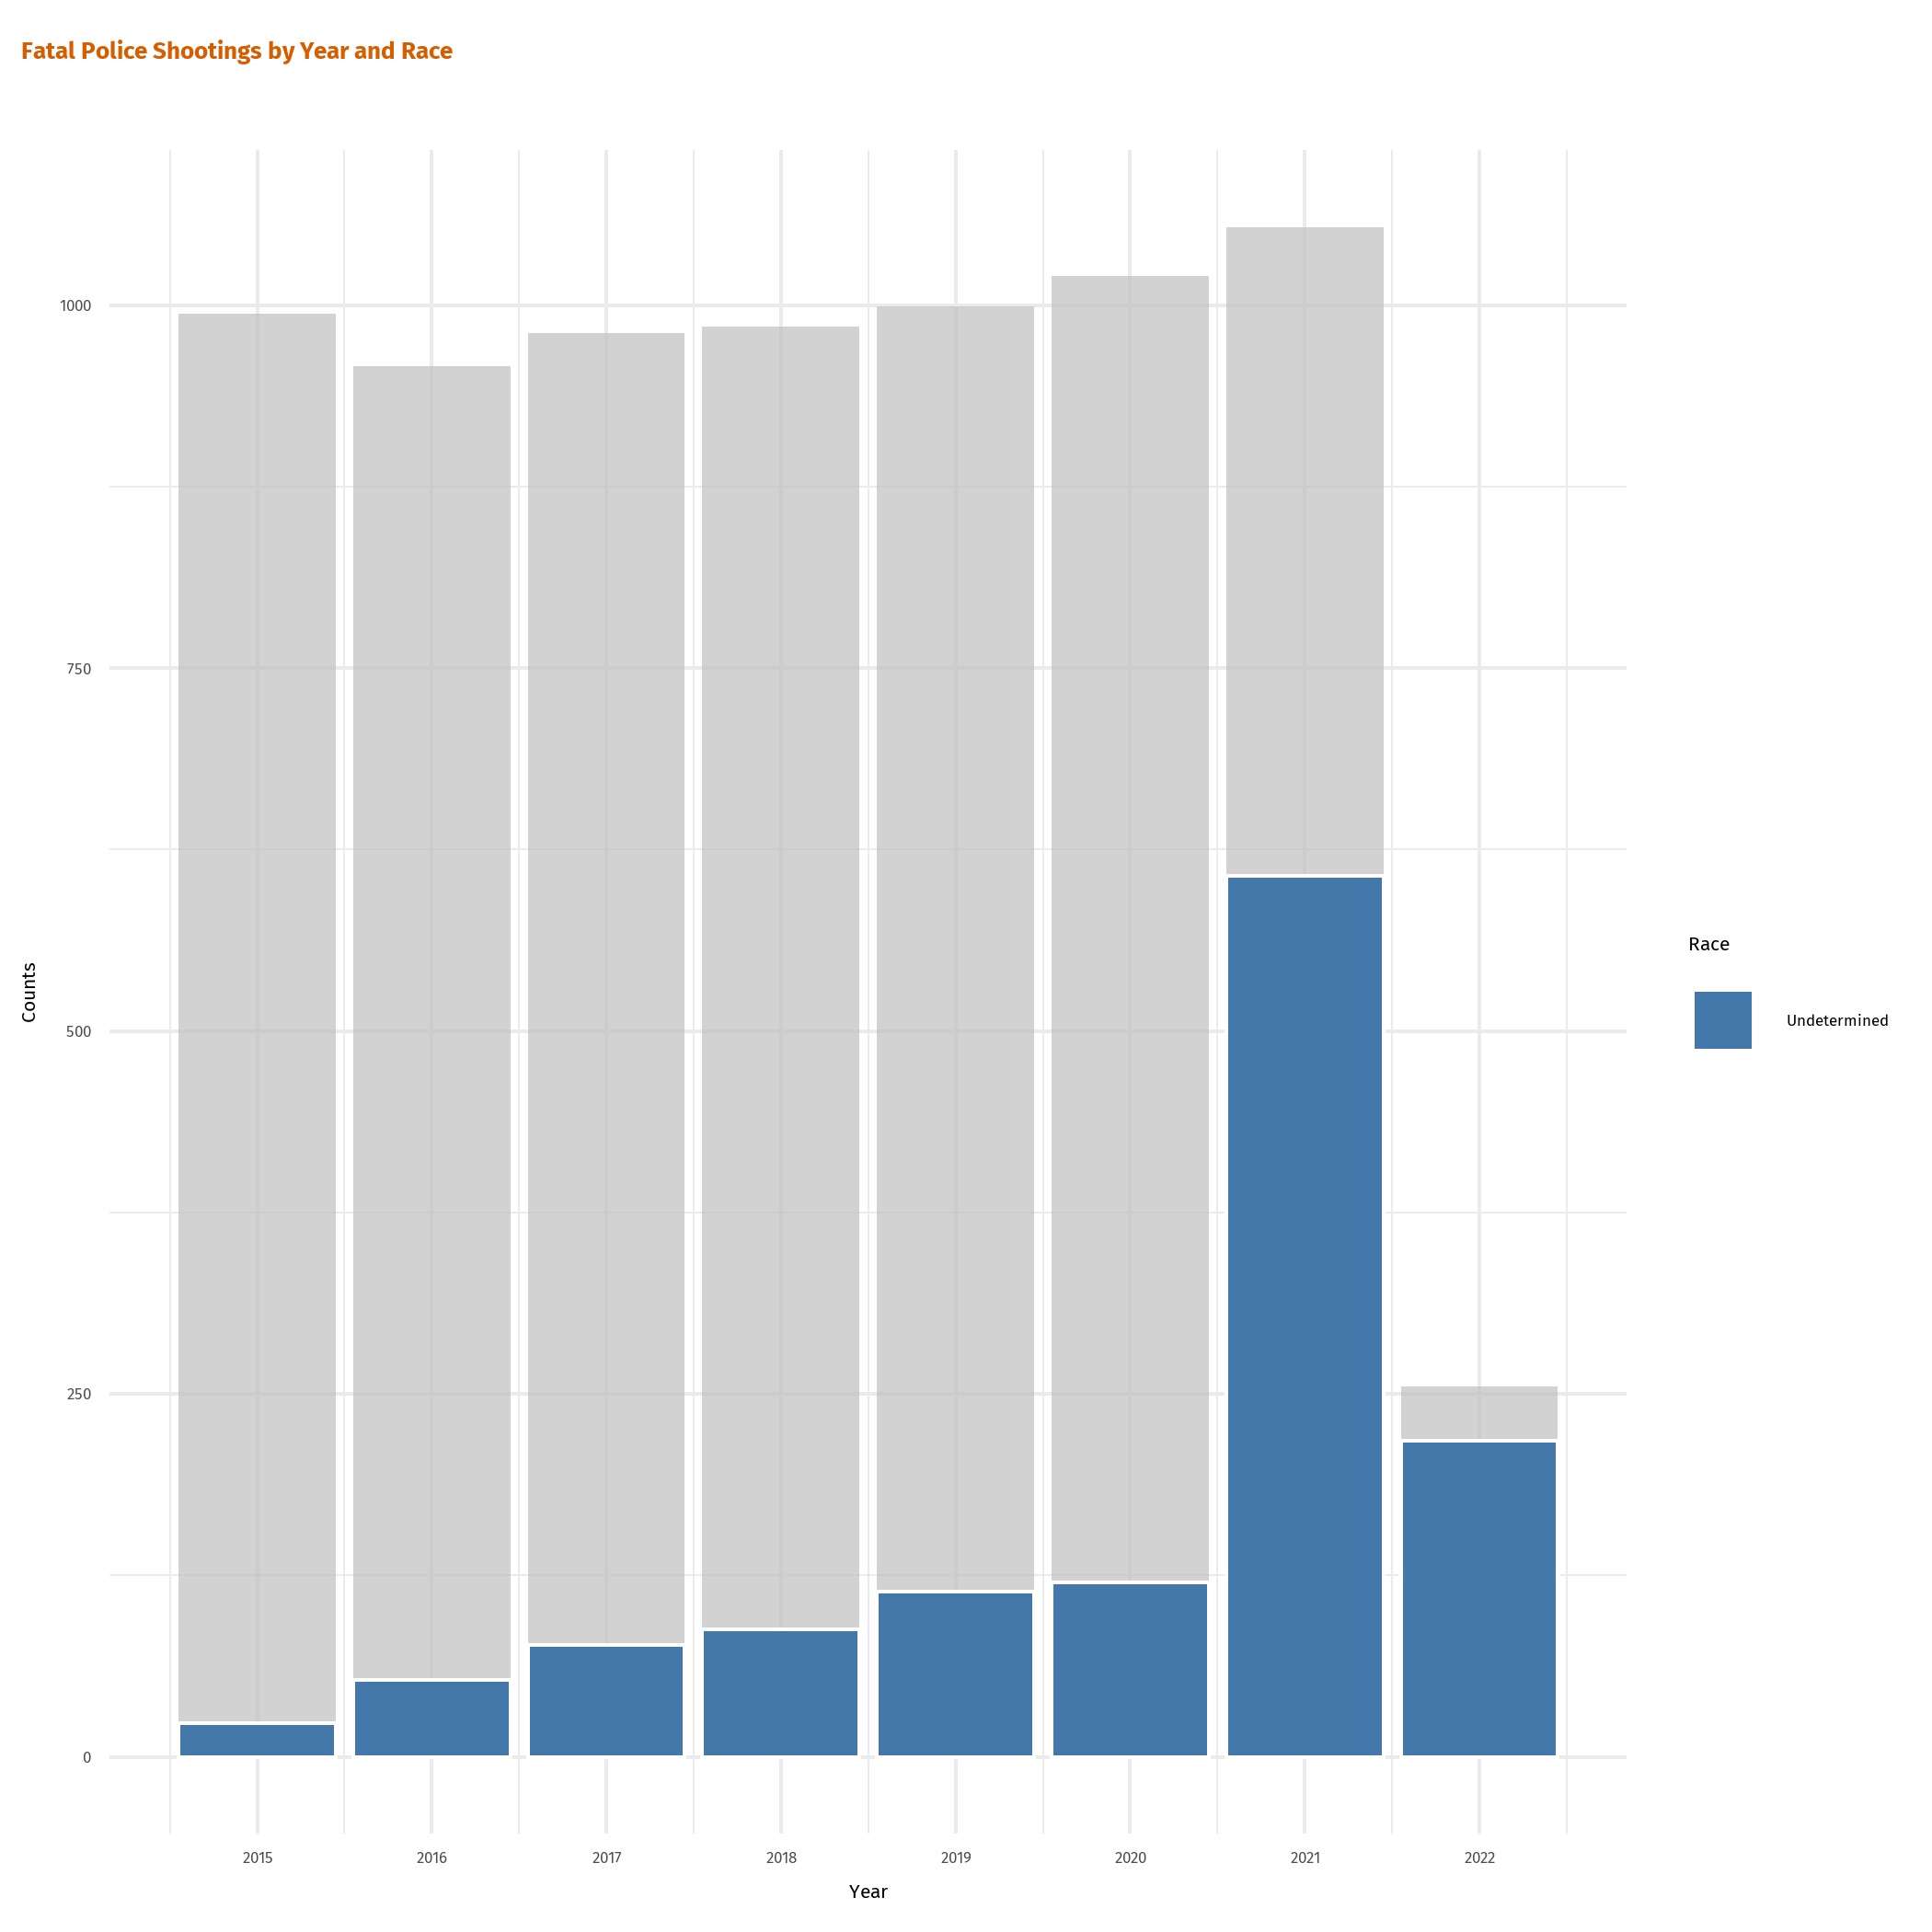 Fatal Police Shootings by Year and Race
1000
750
500
250
0
Counts
2015 2016 2017 2018 2019 2020 2021 2022
Year
Race
Undetermined